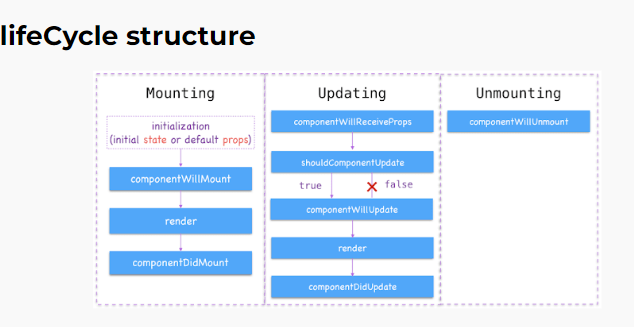 lifeCycle structure
Mounting
initialization
(initial state or default props)
componentWillMount
render
componentDidMount
Updating
componentWillReceiveProps
shouldComponentUpdate
true
false
componentWillUpdate
render
componentDidUpdate
Unmounting
componentWillUnmount